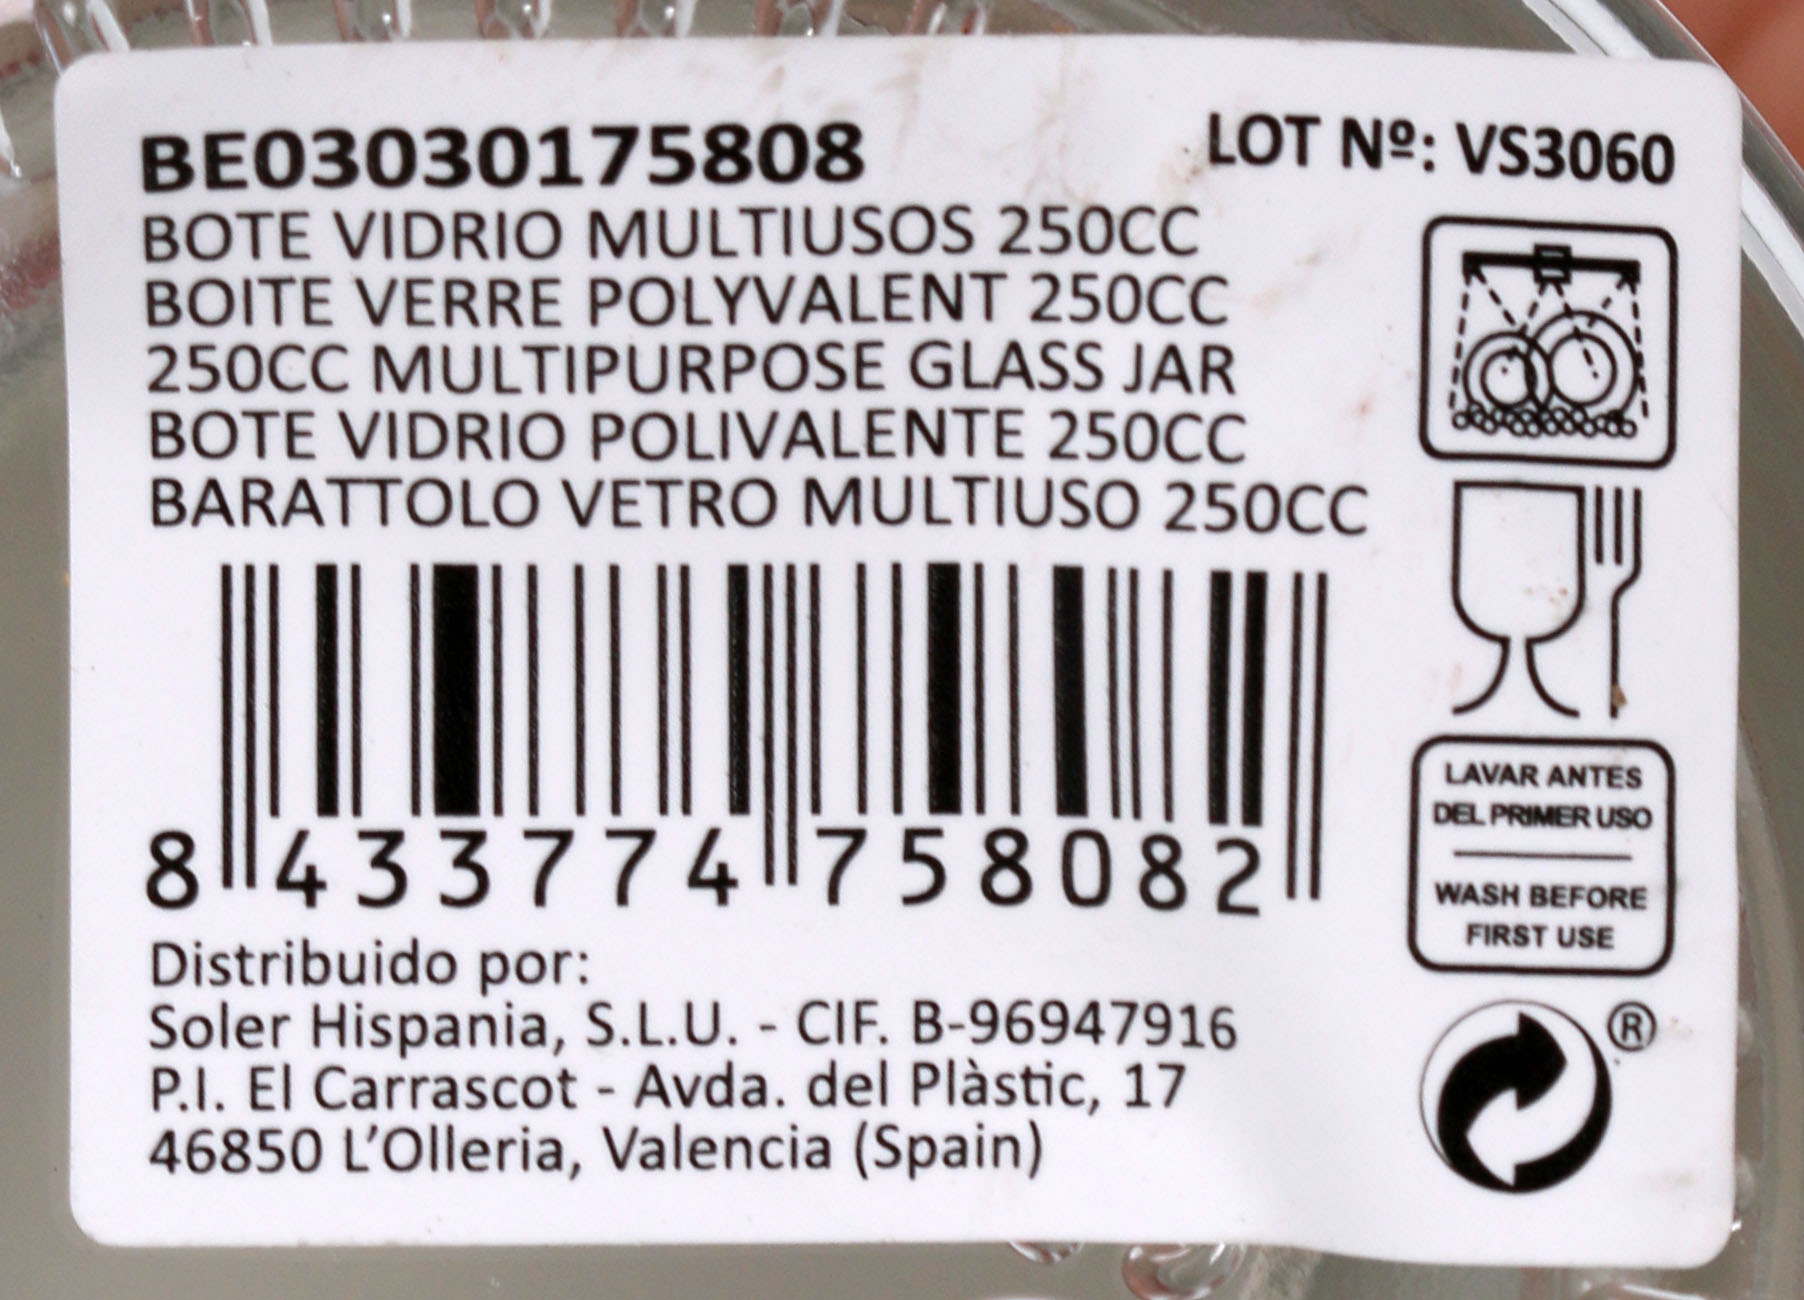 BE03030175808
LOT Nº: VS3060
BOTE VIDRIO MULTIUSOS 250CC
BOITE VERRE POLYVALENT 250CC
250CC MULTIPURPOSE GLASS JAR
BOTE VIDRIO POLIVALENTE 250CC
BARATTOLO VETRO MULTIUSO 250CC
8 433774 758082
Distribuido por:
Soler Hispania, S.L.U. - CIF. B-96947916
P.I. El Carrascot - Avda. del Plàstic, 17
46850 L’Olleria, Valencia (Spain)
LAVAR ANTES
DEL PRIMER USO
WASH BEFORE
FIRST USE
®